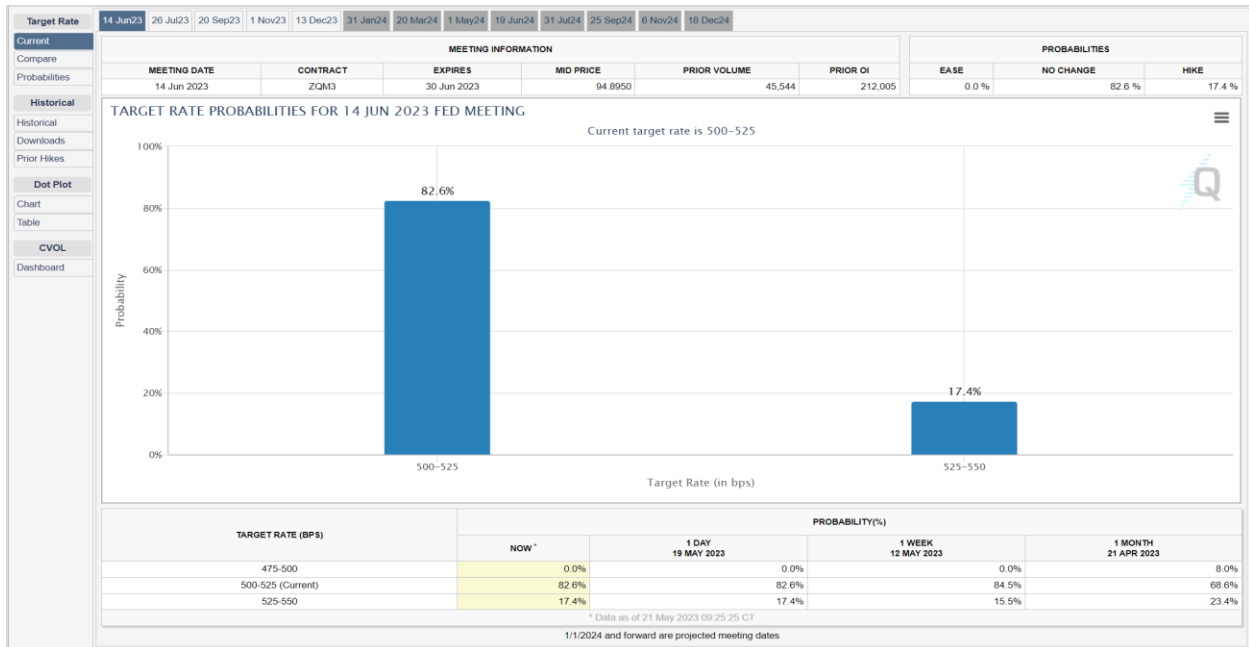 Target Rate
Current
Compare
Probabilities
Historical
Historical
Downloads
Prior Hikes
Dot Plot
Chart
Table
CVOL
Dashboard
14 Jun23 26 Jul23 20 Sep23 1 Nov23 13 Dec23 31 Jan24 20 Mar24 1 May24 19 Jun24 31 Jul24 25 Sep24 6 Nov24 18 Dec24
MEETING INFORMATION PROBABILITIES
MEETING DATE CONTRACT EXPIRES MID PRICE PRIOR VOLUME PRIOR OI EASE NO CHANGE HIKE
14 Jun 2023 ZQM3 30 Jun 2023 94.8950 45,544 212,005 0.0 % 82.6 % 17.4 %
TARGET RATE PROBABILITIES FOR 14 JUN 2023 FED MEETING
Current target rate is 500–525
Q
Probability
100%
80%
60%
40%
20%
0%
82.6%
17.4%
500–525 525–550
Target Rate (in bps)
TARGET RATE (BPS) PROBABILITY(%)
NOW * 1 DAY 1 WEEK 1 MONTH
19 MAY 2023 12 MAY 2023 21 APR 2023
475-500 0.0% 0.0% 0.0% 8.0%
500-525 (Current) 82.6% 82.6% 84.5% 68.6%
525-550 17.4% 17.4% 15.5% 23.4%
* Data as of 21 May 2023 09:25:25 CT
1/1/2024 and forward are projected meeting dates